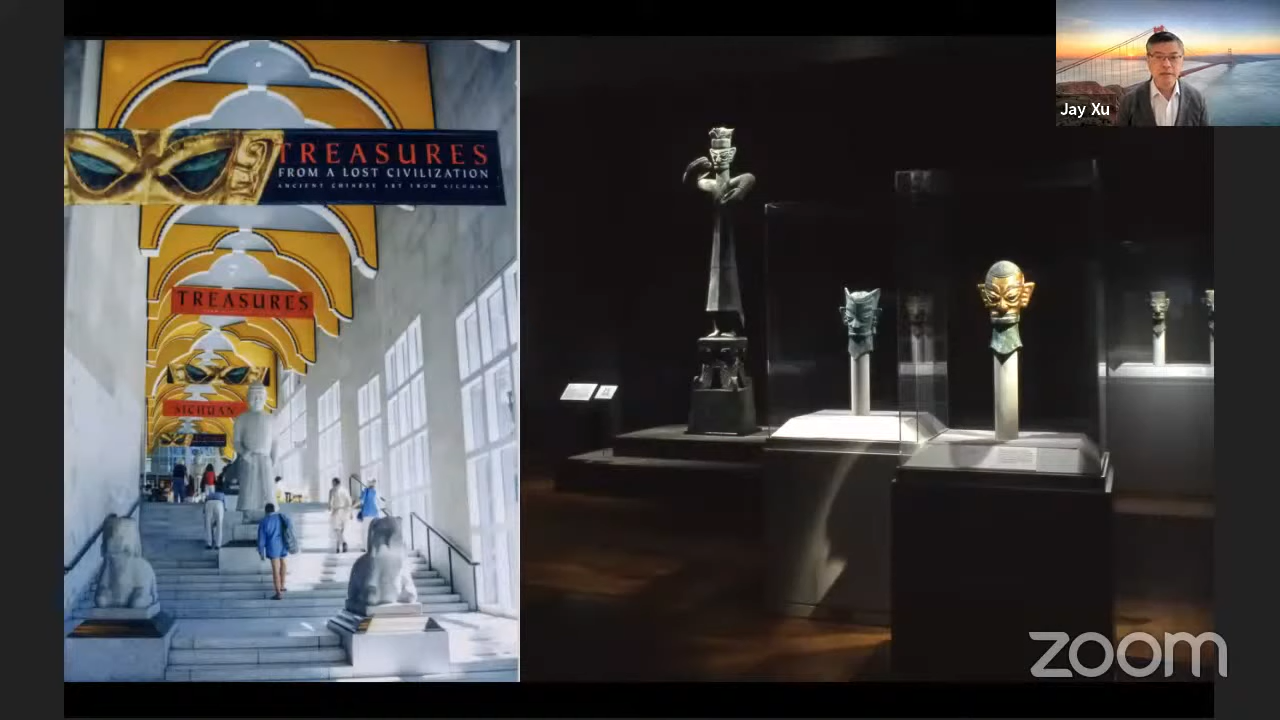 Jay Xu
TREASURES
FROM A LOST CIVILIZATION
ANCIENT CHINESE ART FROM SICHUAN
TREASURES
SICHUAN
zoom